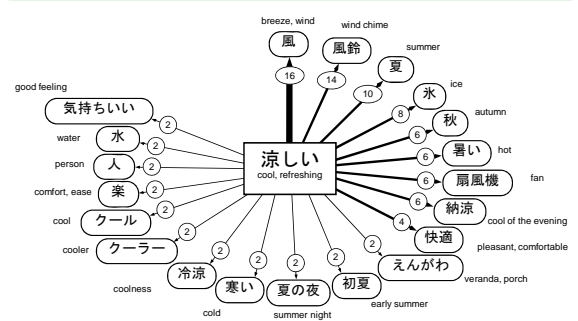 涼しい
cool, refreshing
breeze, wind
風
16
wind chime
風鈴
14
summer
夏
10
ice
氷
8
autumn
秋
6
hot
暑い
6
fan
扇風機
6
cool of the evening
納涼
6
pleasant, comfortable
快適
4
veranda, porch
えんがわ
2
early summer
初夏
2
summer night
夏の夜
2
cold
寒い
2
coolness
冷涼
2
cooler
クーラー
2
cool
クール
2
comfort, ease
楽
2
person
人
2
water
水
2
good feeling
気持ちいい
2